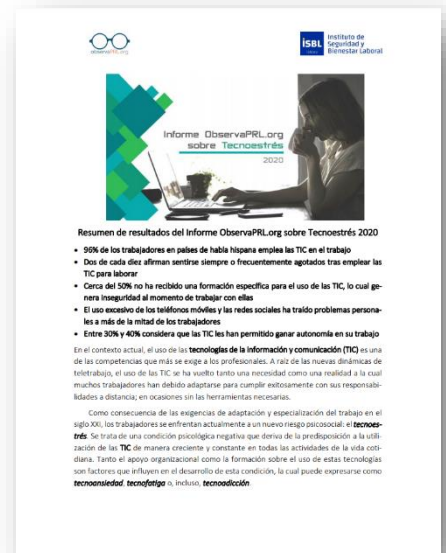 observaPRL.org
ISBL
Instituto de
Seguridad y
Bienestar Laboral
Informe ObservaPRL.org
sobre Tecnoestrés
2020
Resumen de resultados del Informe ObservaPRL.org sobre Tecnoestrés 2020
• 96% de los trabajadores en países de habla hispana emplea las TIC en el trabajo
• Dos de cada diez afirman sentirse siempre o frecuentemente agotados tras emplear las
TIC para laborar
• Cerca del 50% no ha recibido una formación específica para el uso de las TIC, lo cual ge-
nera inseguridad al momento de trabajar con ellas
• El uso excesivo de los teléfonos móviles y las redes sociales ha traído problemas persona-
les a más de la mitad de los trabajadores
• Entre 30% y 40% considera que las TIC les han permitido ganar autonomía en su trabajo
En el contexto actual, el uso de las tecnologías de la información y comunicación (TIC) es una
de las competencias que más se exige a los profesionales. A raíz de las nuevas dinámicas de
teletrabajo, el uso de las TIC se ha vuelto tanto una necesidad como una realidad a la cual
muchos trabajadores han debido adaptarse para cumplir exitosamente con sus responsabi-
lidades a distancia; en ocasiones sin las herramientas necesarias.
Como consecuencia de las exigencias de adaptación y especialización del trabajo en el
siglo XXI, los trabajadores se enfrentan actualmente a un nuevo riesgo psicosocial: el tecnoes-
trés. Se trata de una condición psicológica negativa que deriva de la predisposición a la utili-
zación de las TIC de manera creciente y constante en todas las actividades de la vida coti-
diana. Tanto el apoyo organizacional como la formación sobre el uso de estas tecnologías
son factores que influyen en el desarrollo de esta condición, la cual puede expresarse como
tecnoansiedad, tecnofatiga o, incluso, tecnoadicción.